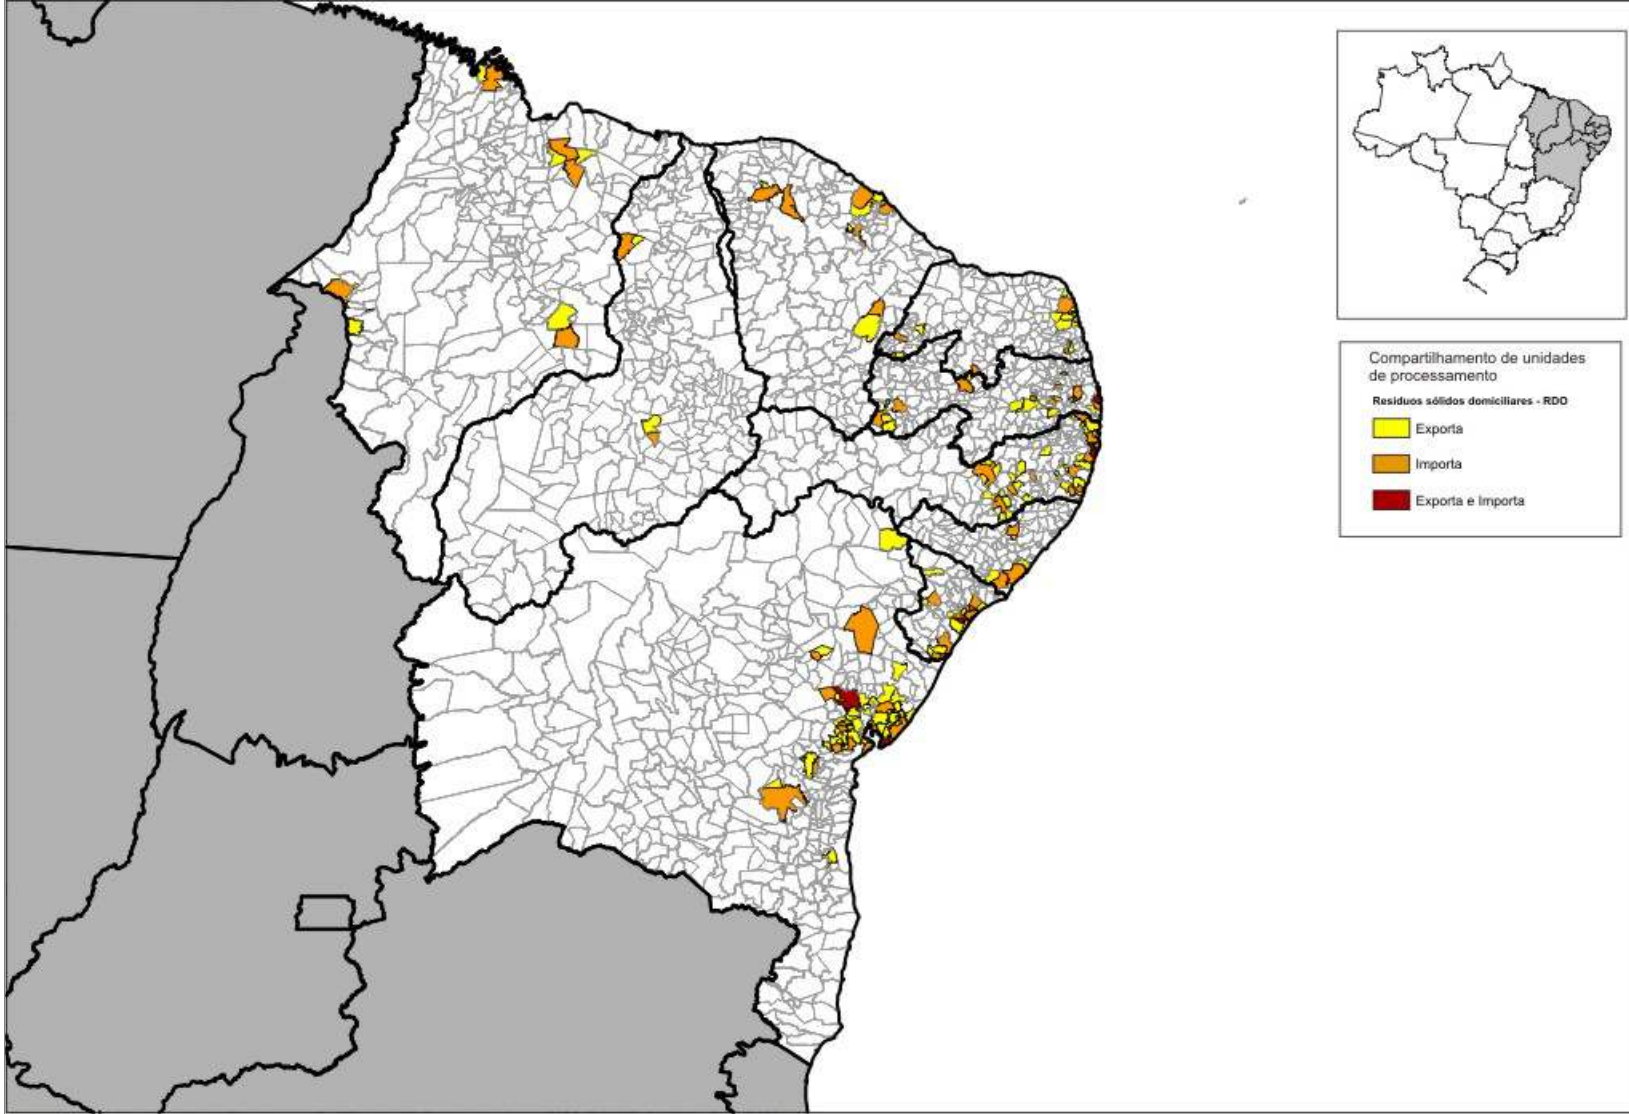 Compartilhamento de unidades
de processamento
Resíduos sólidos domiciliares - RDO
Exporta
Importa
Exporta e Importa